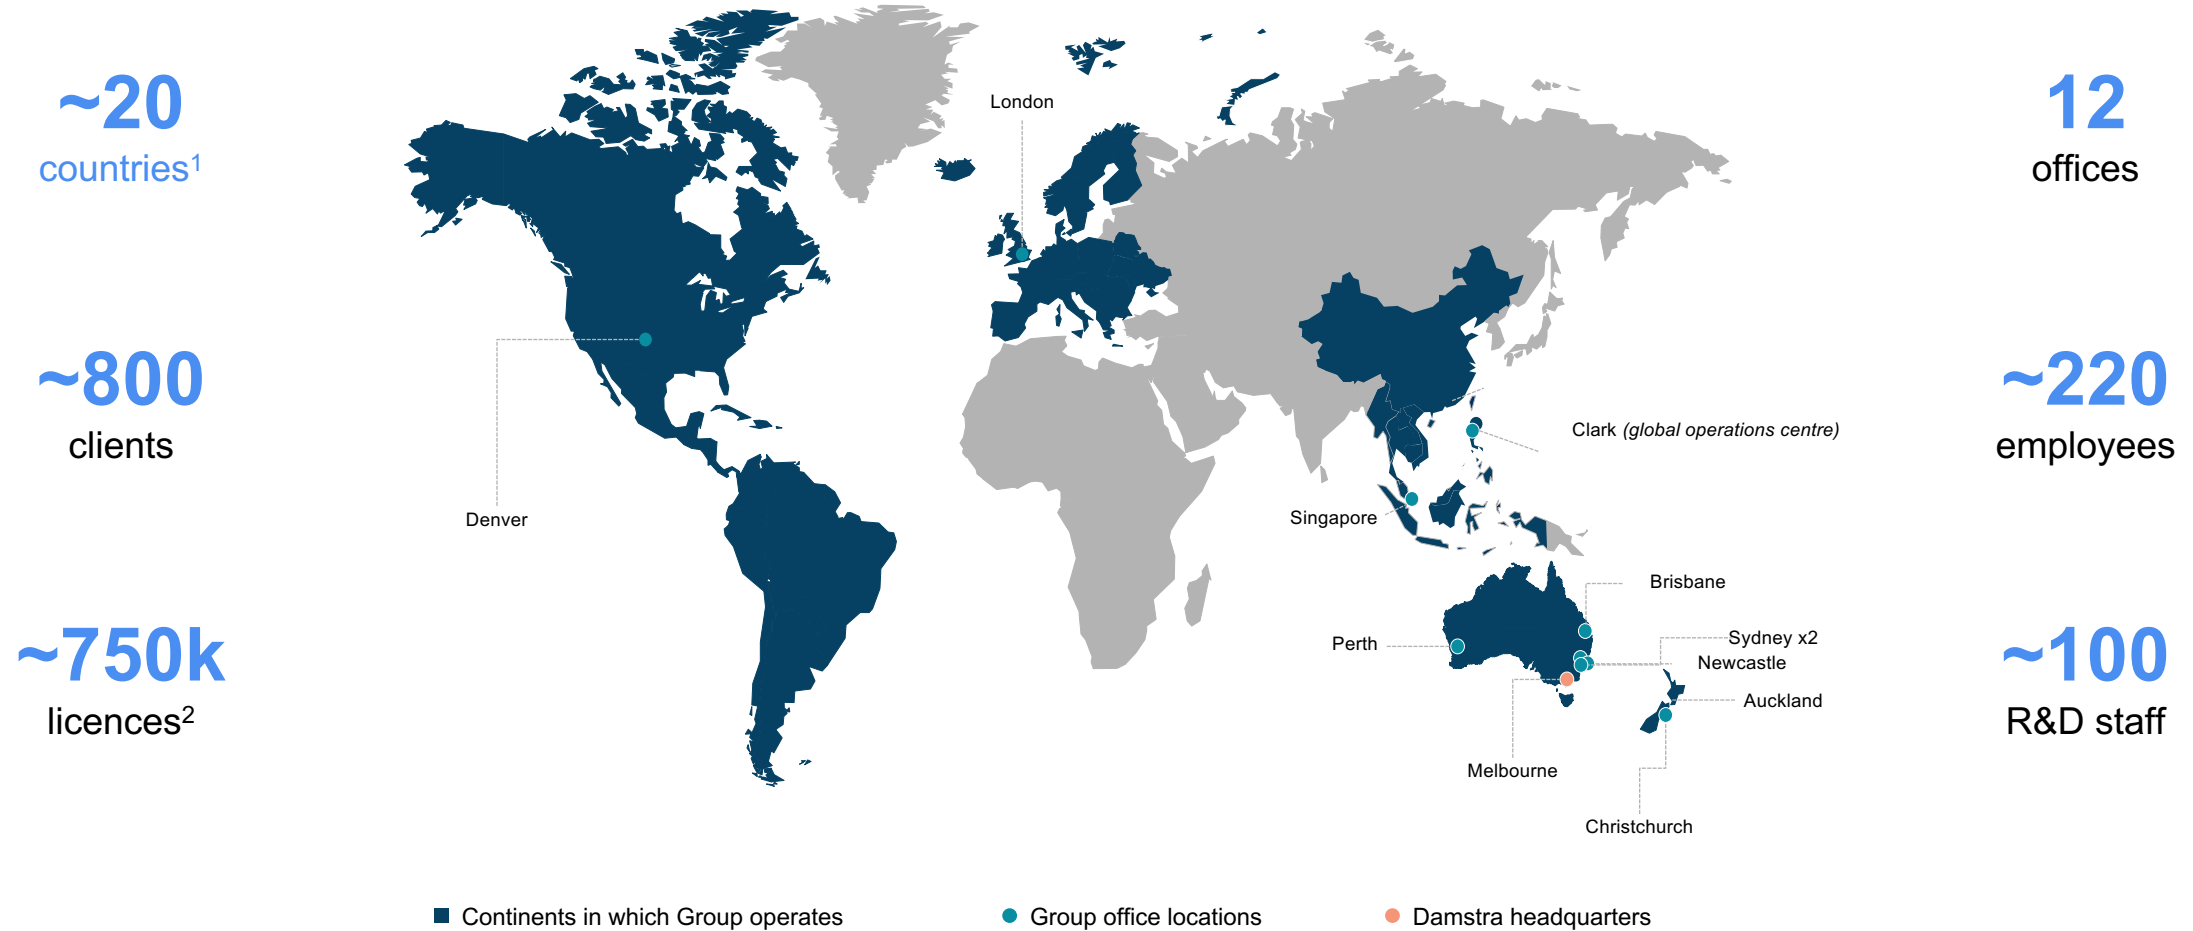 ~20
countries¹
~800
clients
~750k
licences²
London
Denver
Clark (global operations centre)
Singapore
Brisbane
Perth
Sydney x2
Newcastle
Auckland
Melbourne
Christchurch
12
offices
~220
employees
~100
R&D staff
Continents in which Group operates
Group office locations
Damstra headquarters